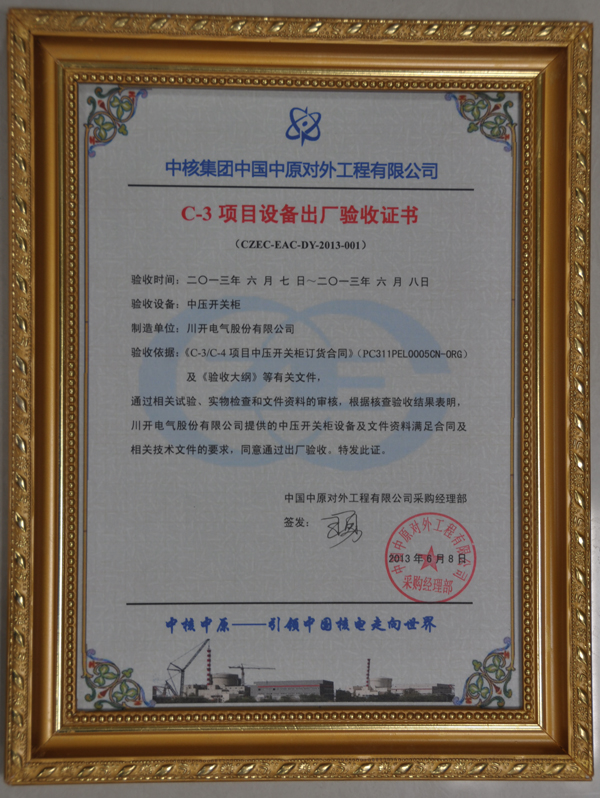 中核集团中国中原对外工程有限公司
C-3 项目设备出厂验收证书
（CZEC-EAC-DY-2013-001）
验收时间：二〇一三年 六 月 七 日～二〇一三年 六 月 八日
验收设备：中压开关柜
制造单位：川开电气股份有限公司
验收依据：《C-3/C-4 项目中压开关柜订货合同》（PC311PEL0005CN-ORG）
及《验收大纲》等有关文件，
通过相关试验、实物检查和文件资料的审核，根据核查验收结果表明，
川开电气股份有限公司提供的中压开关柜设备及文件资料满足合同及
相关技术文件的要求，同意通过出厂验收。特发此证。
中国中原对外工程有限公司采购经理部
签发：
2013 年 6 月 8 日
中国中原对外工程有限公司
采购经理部
中核中原——引领中国核电走向世界